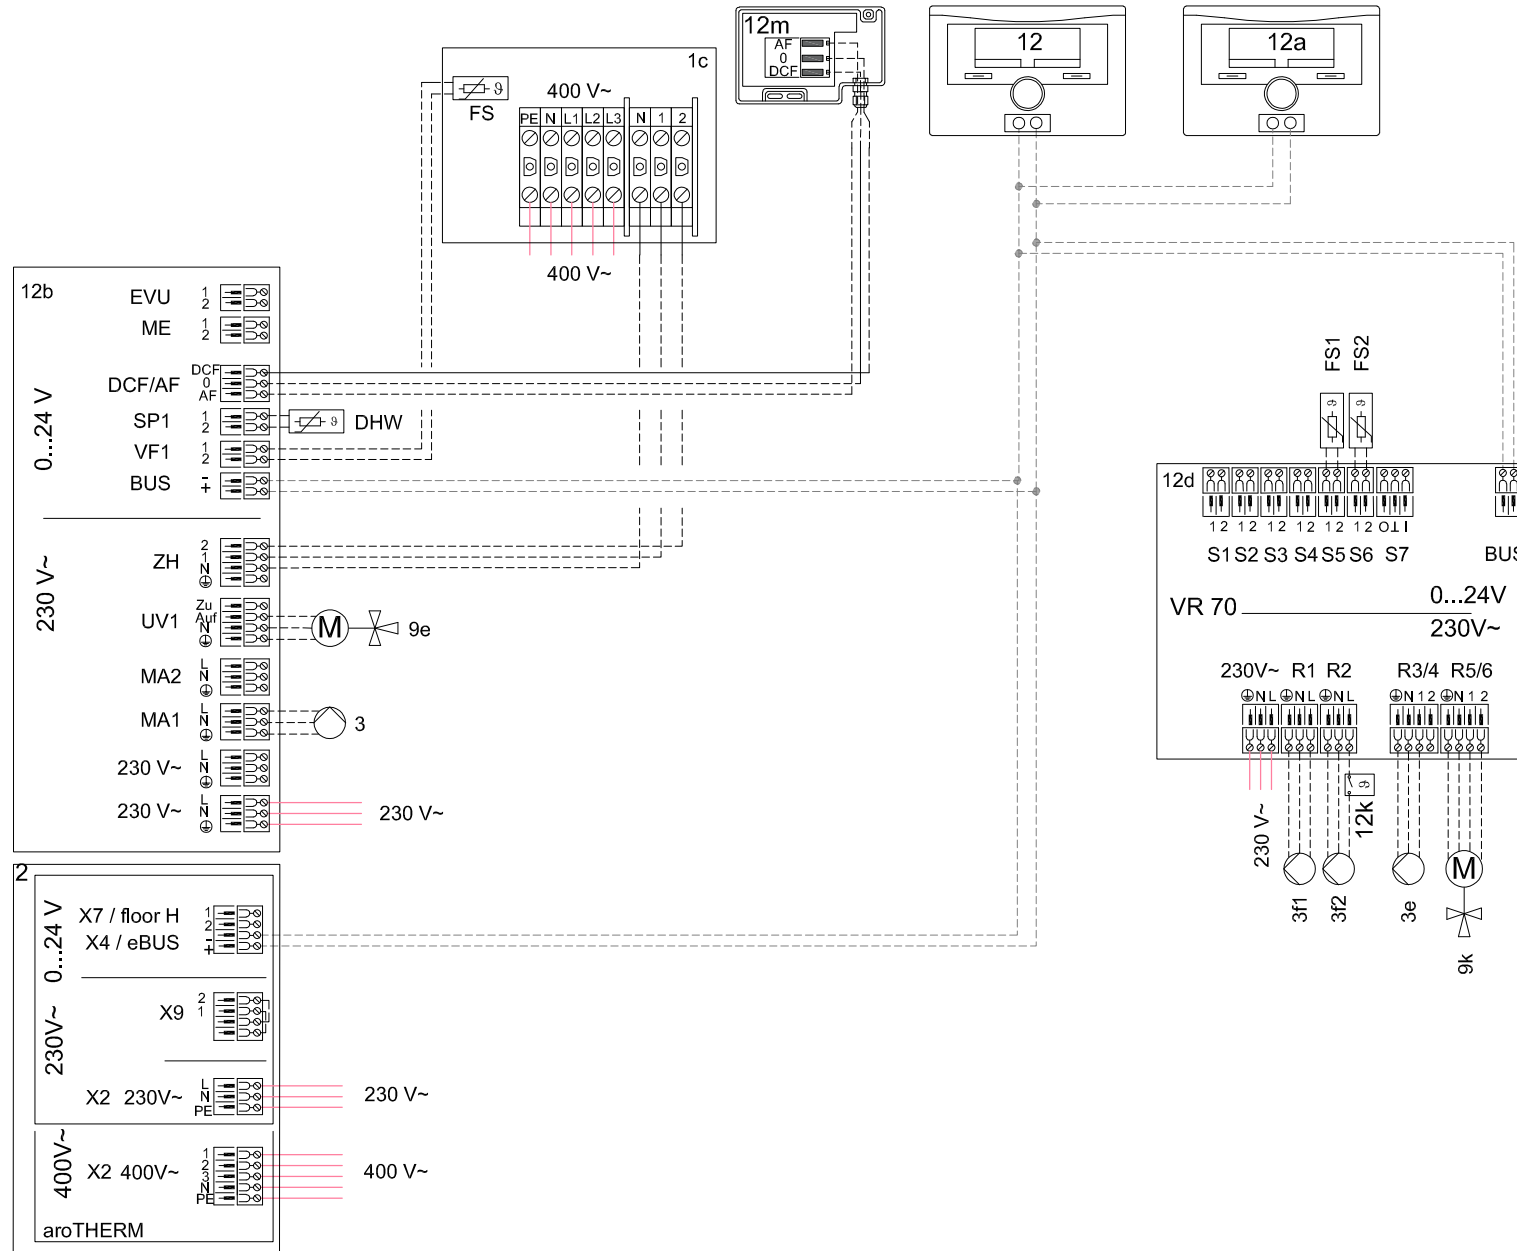 12m
AF
0
DCF
12
12a
1c
ϑ
FS
400 V~
PE N L1 L2 L3 N 1 2
400 V~
12b
0...24 V
230 V~
EVU 1
2
ME 1
2
DCF/AF DCF
0
AF
SP1 1
2
ϑ DHW
VF1 1
2
BUS -
+
ZH 2
1
N
UV1 Zu
Auf
N
M 9e
MA2 L
N
MA1 L
N
3
230 V~ L
N
230 V~ L
N
230 V~
2
0...24 V
230V~
400V~
X7 / floor H 1
2
X4 / eBUS -
+
X9 2
1
X2 230V~ L
N
PE
230 V~
X2 400V~ 1
2
3
N
PE
400 V~
aroTHERM
FS1
FS2
ϑ ϑ
12d
1 2 1 2 1 2 1 2 1 2 1 2 O ⊥ I
S1 S2 S3 S4 S5 S6 S7 BUS
VR 70 0...24V
230V~
230V~ R1 R2 R3/4 R5/6
N L N L N L N 1 2 N 1 2
230 V~
ϑ
12k
M
3f1
3f2
3e
9k